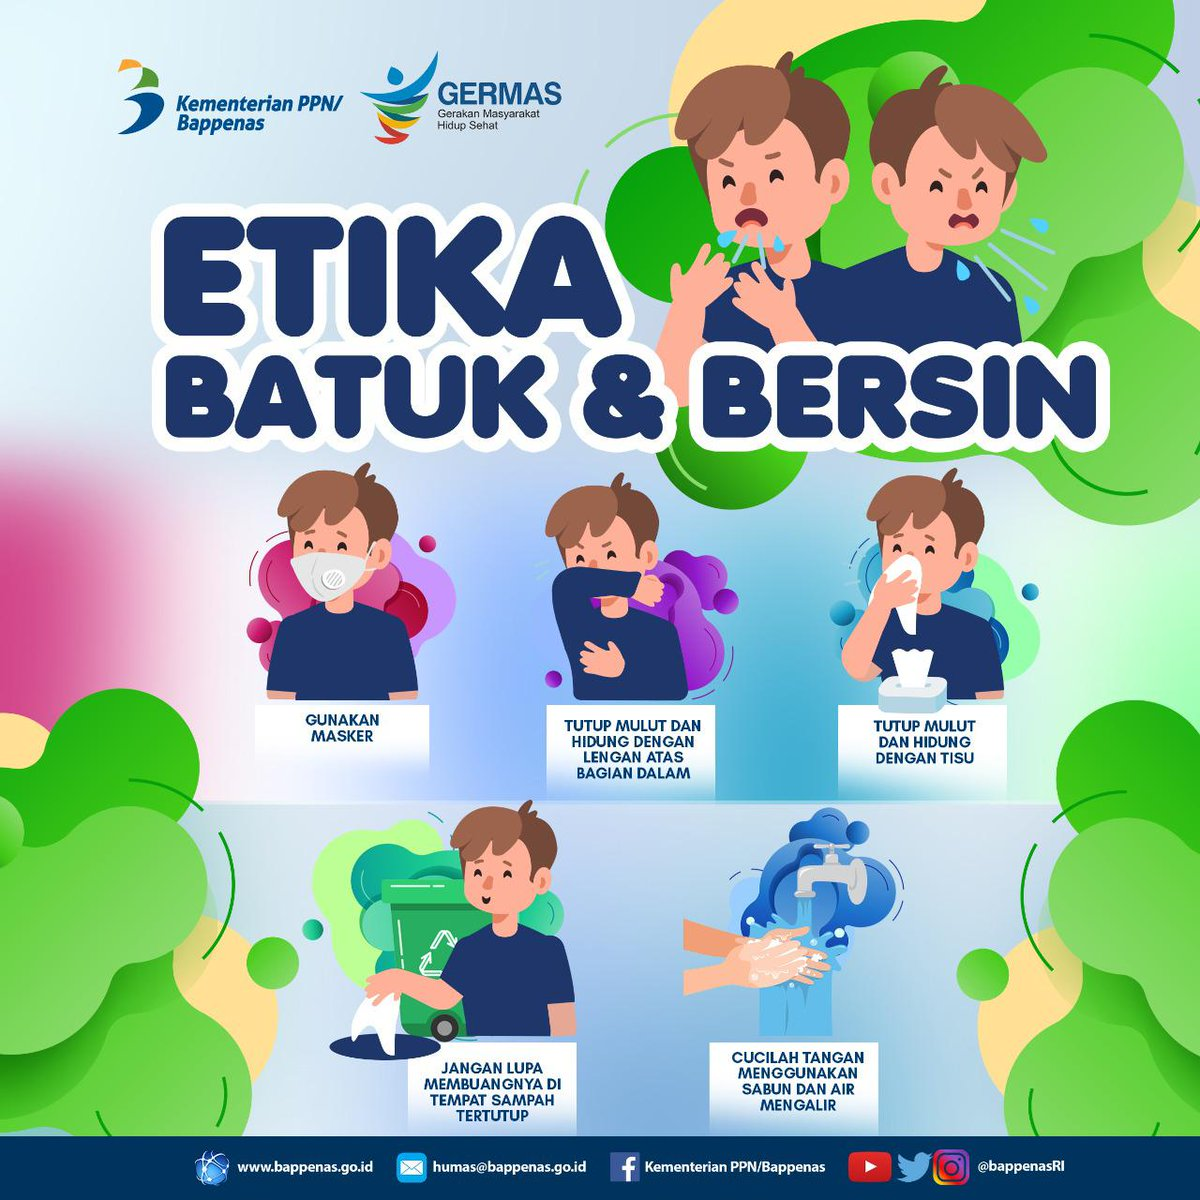 Kementerian PPN/
Bappenas
GERMAS
Gerakan Masyarakat
Hidup Sehat
ETIKA
BATUK & BERSIN
GUNAKAN
MASKER
TUTUP MULUT DAN
HIDUNG DENGAN
LENGAN ATAS
BAGIAN DALAM
TUTUP MULUT
DAN HIDUNG
DENGAN TISU
JANGAN LUPA
MEMBUANGNYA DI
TEMPAT SAMPAH
TERTUTUP
CUCILAH TANGAN
MENGGUNAKAN
SABUN DAN AIR
MENGALIR
www.bappenas.go.id
humas@bappenas.go.id
Kementerian PPN/Bappenas
@bappenasRI